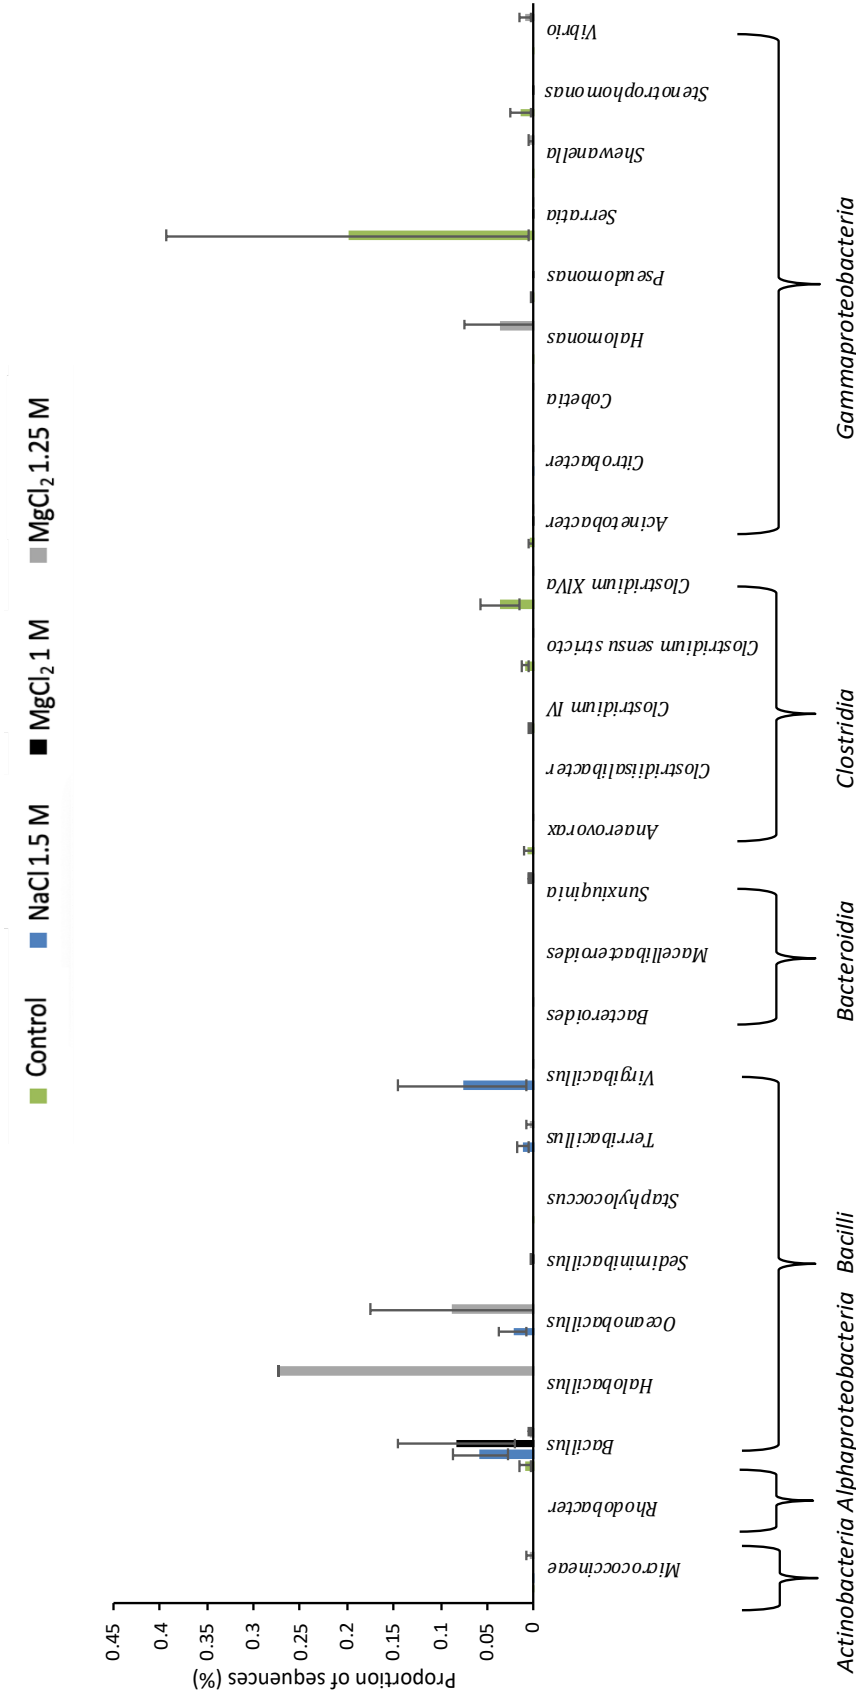 Control
NaCl 1.5 M
MgCl₂ 1 M
MgCl₂ 1.25 M
Proportion of sequences (%)
0.45
0.4
0.35
0.3
0.25
0.2
0.15
0.1
0.05
0
Micrococcineae
Rhodobacter
Bacillus
Halobacillus
Oceanobacillus
Sediminibacillus
Staphylococcus
Terribacillus
Virgibacillus
Bacteroides
Macellibacteroides
Sunxiuqinia
Anaerovorax
Clostridiisalibacter
Clostridium IV
Clostridium sensu stricto
Clostridium XIVa
Acinetobacter
Citrobacter
Cobetia
Halomonas
Pseudomonas
Serratia
Shewanella
Stenotrophomonas
Vibrio
Actinobacteria
Alphaproteobacteria
Bacilli
Bacteroidia
Clostridia
Gammaproteobacteria